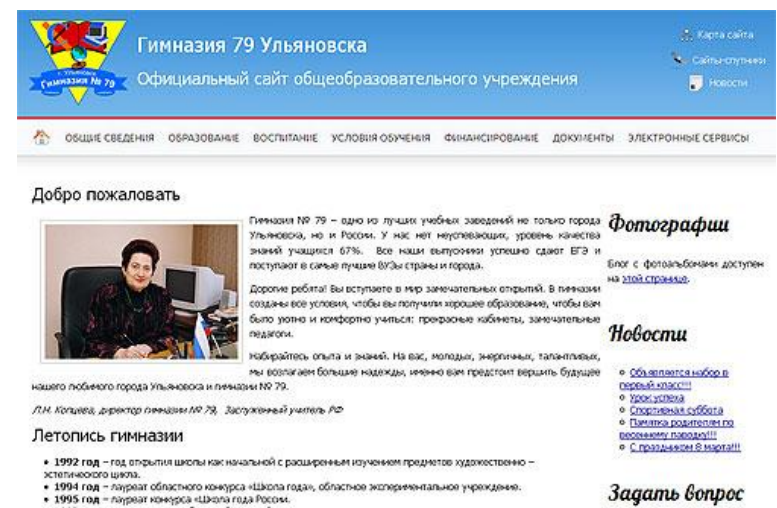 Гимназия 79 Ульяновска
Официальный сайт общеобразовательного учреждения
Карта сайта
Сайты-спутники
Новости
г. Ульяновск
Гимназия № 79
ОБЩИЕ СВЕДЕНИЯ ОБРАЗОВАНИЕ ВОСПИТАНИЕ УСЛОВИЯ ОБУЧЕНИЯ ФИНАНСИРОВАНИЕ ДОКУМЕНТЫ ЭЛЕКТРОННЫЕ СЕРВИСЫ
Добро пожаловать
Гимназия № 79 – одно из лучших учебных заведений не только города
Ульяновска, но и России. У нас нет неуспевающих, уровень качества
знаний учащихся 67%. Все наши выпускники успешно сдают ЕГЭ и
поступают в самые лучшие ВУЗы страны и города.
Дорогие ребята! Вы вступаете в мир замечательных открытий. В гимназии
созданы все условия, чтобы вы получили хорошее образование, чтобы вам
было уютно и комфортно учиться: прекрасные кабинеты, замечательные
педагоги.
Набирайтесь опыта и знаний. На вас, молодых, энергичных, талантливых,
мы возлагаем большие надежды, именно вам предстоит вершить будущее
нашего любимого города Ульяновска и гимназии № 79.
Л.Н. Копцева, директор гимназии № 79, Заслуженный учитель РФ
Летопись гимназии
• 1992 год – год открытия школы как начальной с расширенным изучением предметов художественно –
эстетического цикла.
• 1994 год – лауреат областного конкурса «Школа года», областное экспериментальное учреждение.
• 1995 год – лауреат конкурса «Школа года России.
Фотографии
Блог с фотоальбомами доступен
на этой странице.
Новости
Объявляется набор в
первый класс!!!
Урок успеха
Спортивная суббота
Памятка родителям по
весеннему паводку!!!
С праздником 8 марта!!!
Задать вопрос